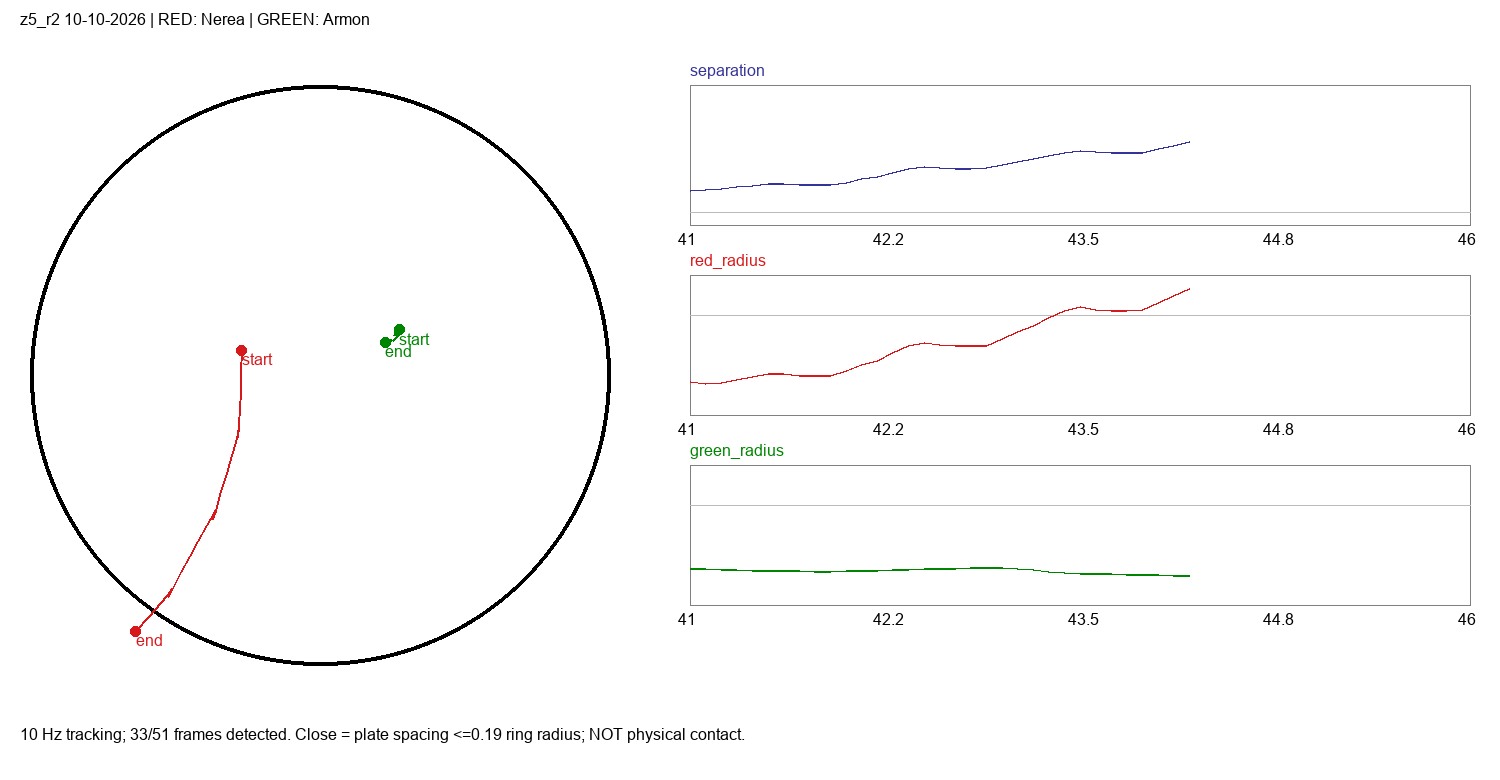 z5_r2 10-10-2026 | RED: Nerea | GREEN: Armon
separation
41 42.2 43.5 44.8 46
red_radius
41 42.2 43.5 44.8 46
green_radius
41 42.2 43.5 44.8 46
start
end
start
end
10 Hz tracking; 33/51 frames detected. Close = plate spacing <=0.19 ring radius; NOT physical contact.